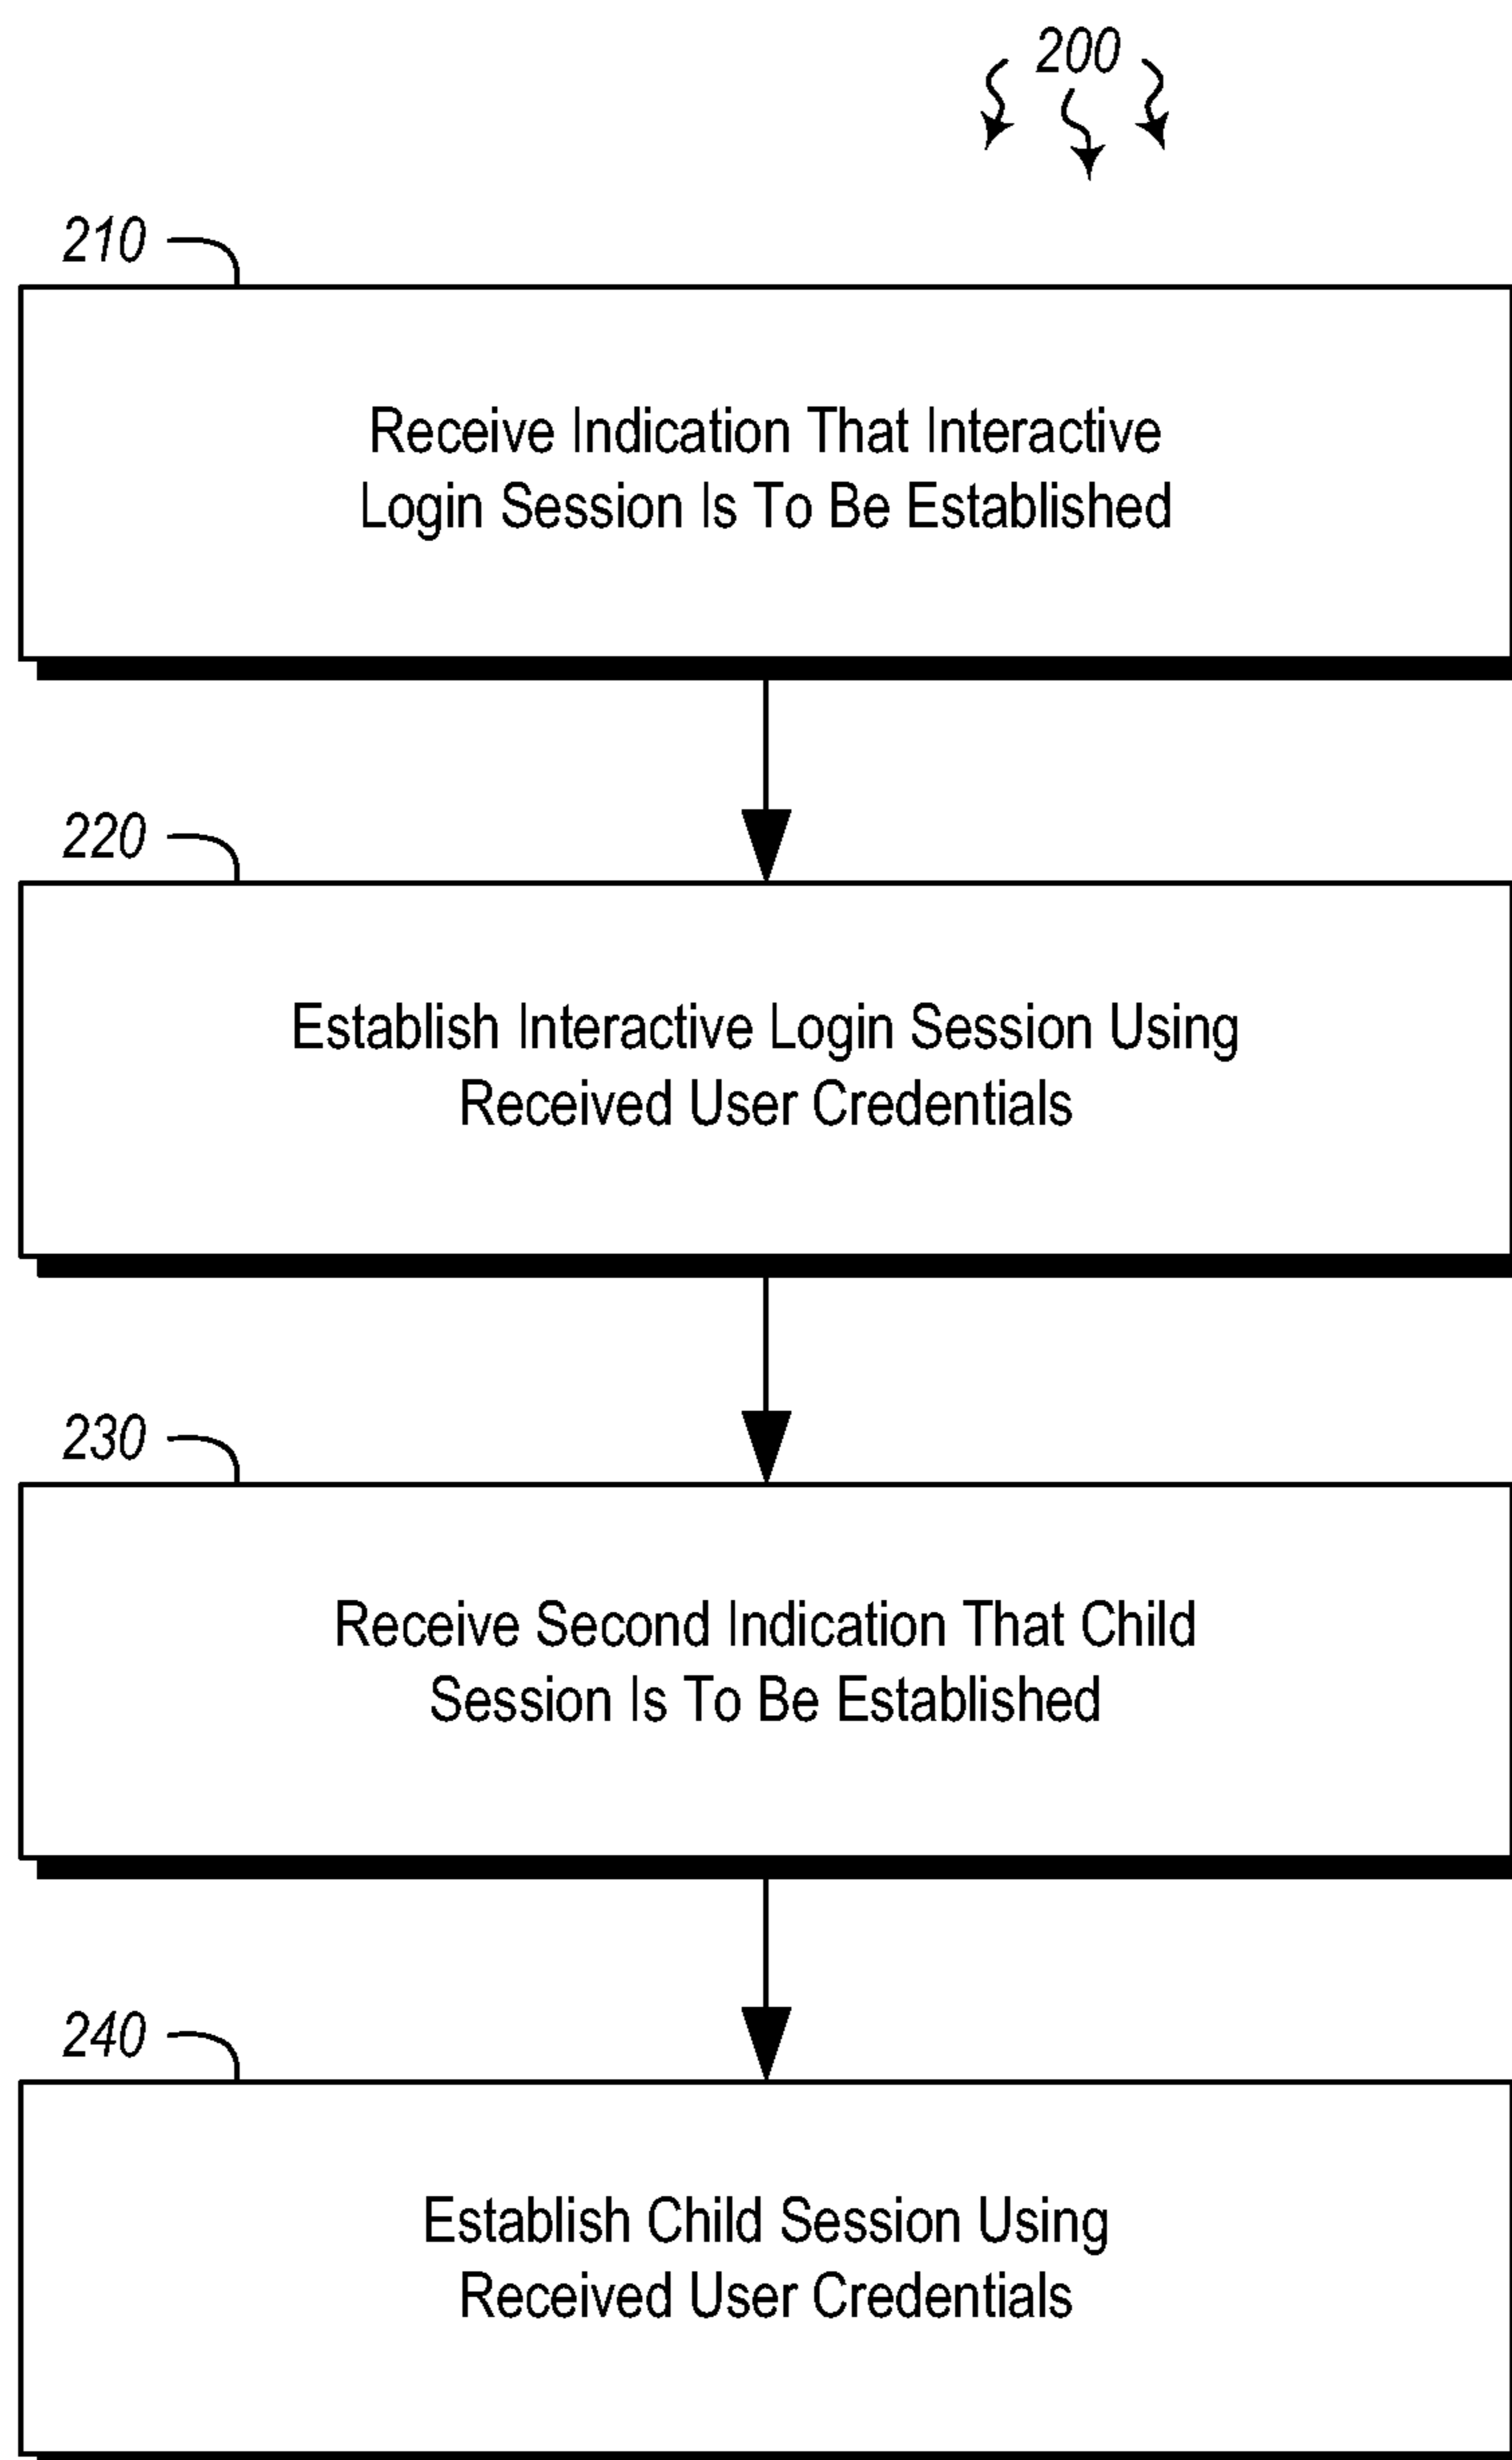 200
210
Receive Indication That Interactive
Login Session Is To Be Established
220
Establish Interactive Login Session Using
Received User Credentials
230
Receive Second Indication That Child
Session Is To Be Established
240
Establish Child Session Using
Received User Credentials